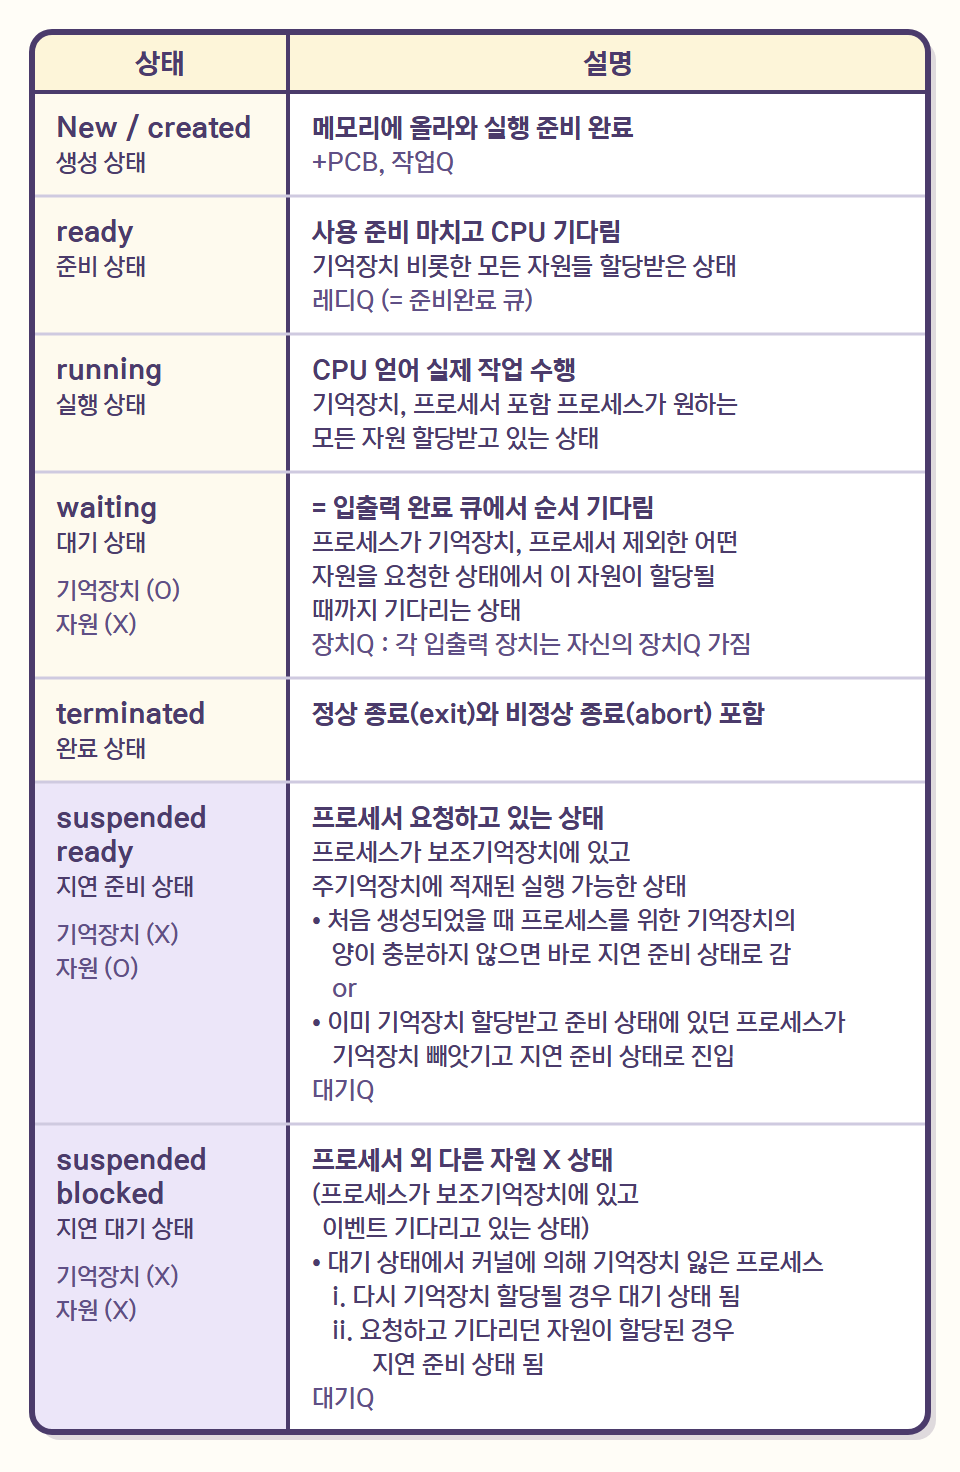 상태
설명
New / created
생성 상태
메모리에 올라와 실행 준비 완료
+PCB, 작업Q
ready
준비 상태
사용 준비 마치고 CPU 기다림
기억장치 비롯한 모든 자원들 할당받은 상태
레디Q (= 준비완료 큐)
running
실행 상태
CPU 얻어 실제 작업 수행
기억장치, 프로세서 포함 프로세스가 원하는
모든 자원 할당받고 있는 상태
waiting
대기 상태
기억장치 (O)
자원 (X)
= 입출력 완료 큐에서 순서 기다림
프로세스가 기억장치, 프로세서 제외한 어떤
자원을 요청한 상태에서 이 자원이 할당될
때까지 기다리는 상태
장치Q : 각 입출력 장치는 자신의 장치Q 가짐
terminated
완료 상태
정상 종료(exit)와 비정상 종료(abort) 포함
suspended
ready
지연 준비 상태
기억장치 (X)
자원 (O)
프로세서 요청하고 있는 상태
프로세스가 보조기억장치에 있고
주기억장치에 적재된 실행 가능한 상태
• 처음 생성되었을 때 프로세스를 위한 기억장치의
양이 충분하지 않으면 바로 지연 준비 상태로 감
or
• 이미 기억장치 할당받고 준비 상태에 있던 프로세스가
기억장치 빼앗기고 지연 준비 상태로 진입
대기Q
suspended
blocked
지연 대기 상태
기억장치 (X)
자원 (X)
프로세서 외 다른 자원 X 상태
(프로세스가 보조기억장치에 있고
이벤트 기다리고 있는 상태)
• 대기 상태에서 커널에 의해 기억장치 잃은 프로세스
i. 다시 기억장치 할당될 경우 대기 상태 됨
ii. 요청하고 기다리던 자원이 할당된 경우
지연 준비 상태 됨
대기Q